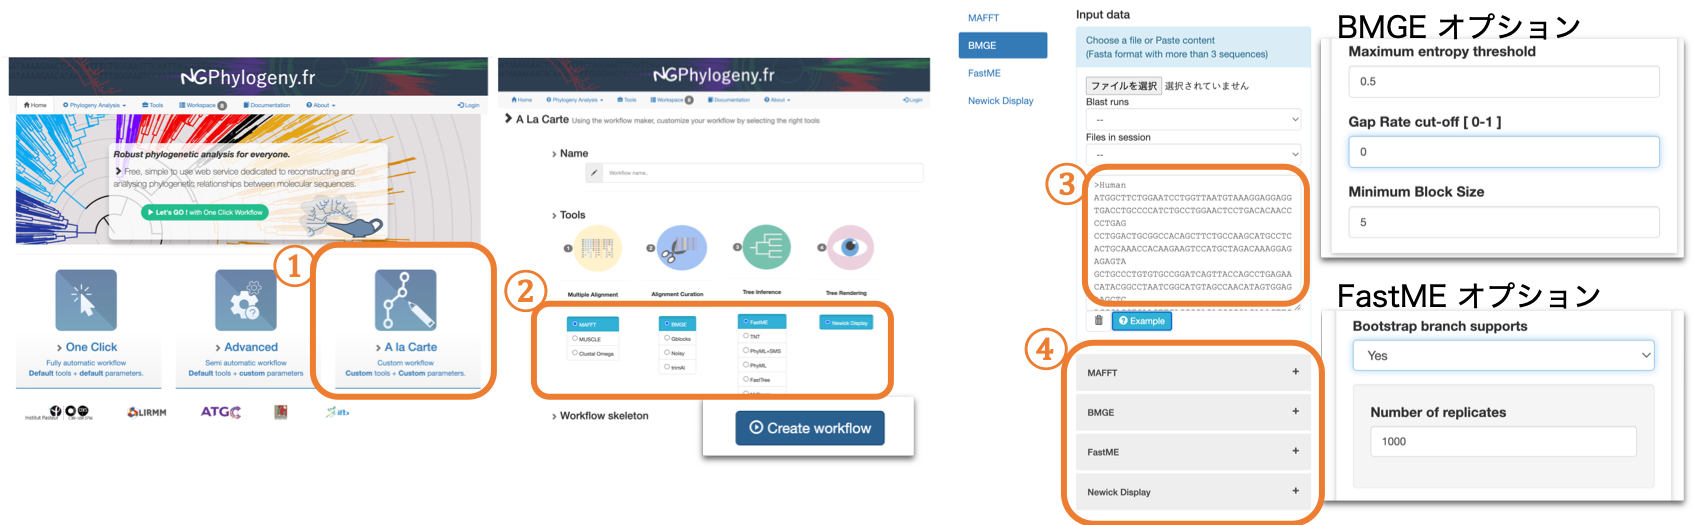 NGPhylogeny.fr
Home Phylogeny Analysis Tools Workspace Documentation About Login
Robust phylogenetic analysis for everyone.
Free, simple to use web service dedicated to reconstructing and
analysing phylogenetic relationships between molecular sequences.
Let's GO ! with One Click Workflow
①
One Click
Fully automatic workflow
Default tools + default parameters.
Advanced
Semi automatic workflow
Default tools + custom parameters
A la Carte
Custom workflow
Custom tools + Custom parameters.
Institut Pasteur
LIRMM
ATGC
ifb
NGPhylogeny.fr
Home Phylogeny Analysis Tools Workspace Documentation About Login
A La Carte Using the workflow maker, customize your workflow by selecting the right tools
Name
Workflow name..
Tools
1 2 3 4
②
Multiple Alignment Alignment Curation Tree Inference Tree Rendering
MAFFT
MUSCLE
Clustal Omega
BMGE
Gblocks
Noisy
trimAl
FastME
TNT
PhyML+SMS
PhyML
FastTree
Newick Display
Workflow skeleton
Create workflow
MAFFT
BMGE
FastME
Newick Display
Input data
Choose a file or Paste content
(Fasta format with more than 3 sequences)
ファイルを選択 選択されていません
Blast runs
--
Files in session
--
③
>Human
ATGGCTTCTGGAATCCTGGTTAATGTAAAGGAGGAGG
TGACCTGCCCCATCTGCCTGGAACTCCTGACACAACC
CCTGAG
CCTGGACTGCGGCCACAGCTTCTGCCAAGCATGCCTC
ACTGCAAACCACAAGAAGTCCATGCTAGACAAAGGAG
AGAGTA
GCTGCCCTGTGTGCCGGATCAGTTACCAGCCTGAGAA
CATACGGCCTAATCGGCATGTAGCCAACATAGTGGAG
Example
④
MAFFT +
BMGE +
FastME +
Newick Display +
BMGE オプション
Maximum entropy threshold
0.5
Gap Rate cut-off [ 0-1 ]
0
Minimum Block Size
5
FastME オプション
Bootstrap branch supports
Yes
Number of replicates
1000